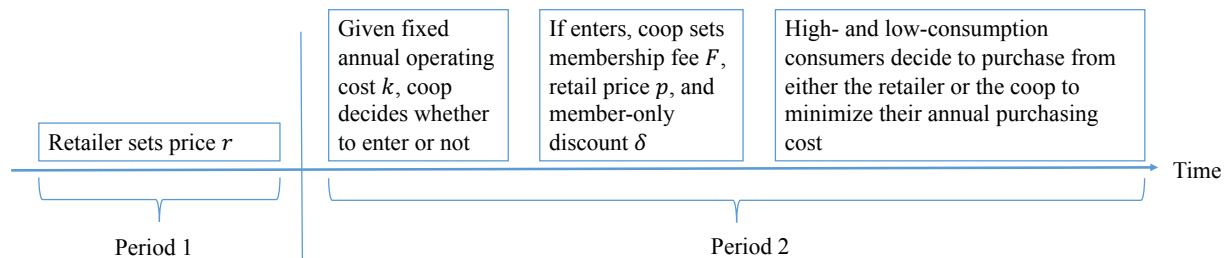 Retailer sets price r
Given fixed
annual operating
cost k, coop
decides whether
to enter or not
If enters, coop sets
membership fee F,
retail price p, and
member-only
discount δ
High- and low-consumption
consumers decide to purchase from
either the retailer or the coop to
minimize their annual purchasing
cost
Time
Period 1
Period 2